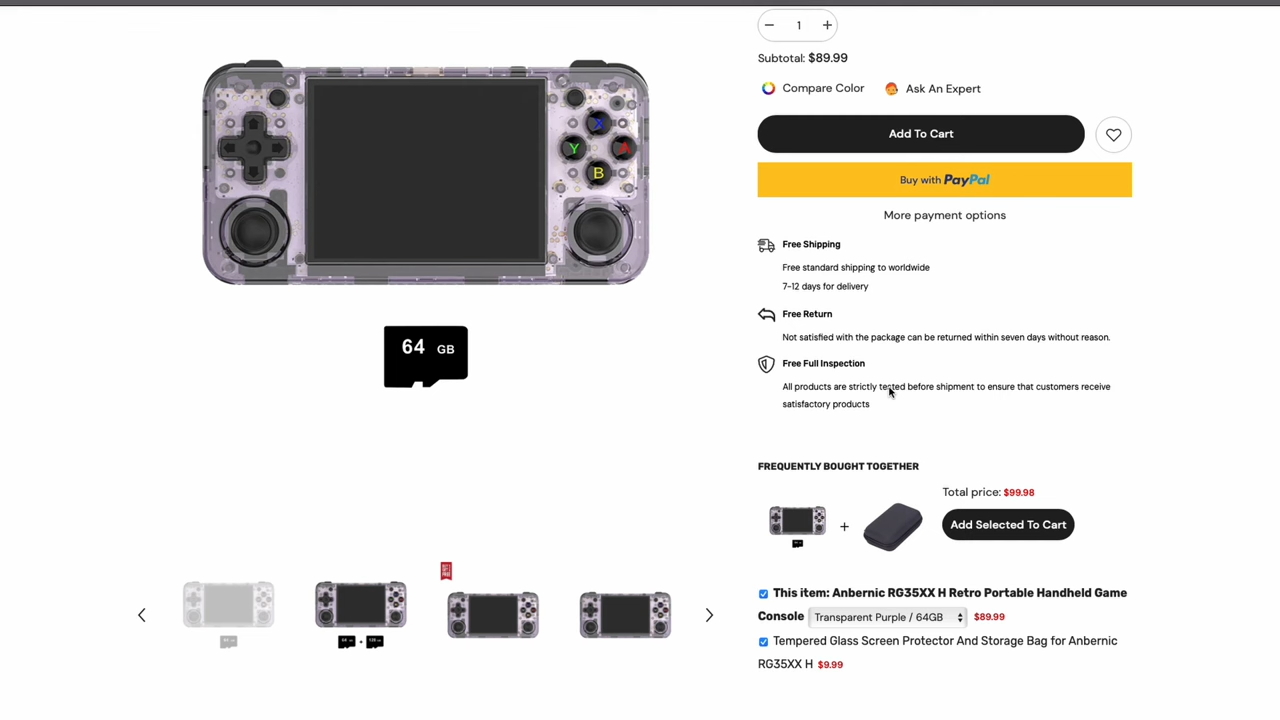 1
Subtotal: $89.99
Compare Color
Ask An Expert
Add To Cart
Buy with PayPal
More payment options
Free Shipping
Free standard shipping to worldwide
7-12 days for delivery
Free Return
Not satisfied with the package can be returned within seven days without reason.
Free Full Inspection
All products are strictly tested before shipment to ensure that customers receive
satisfactory products
X
Y
A
B
64 GB
FREQUENTLY BOUGHT TOGETHER
Total price: $99.98
Add Selected To Cart
This item: Anbernic RG35XX H Retro Portable Handheld Game
Console Transparent Purple / 64GB $89.99
Tempered Glass Screen Protector And Storage Bag for Anbernic
RG35XX H $9.99